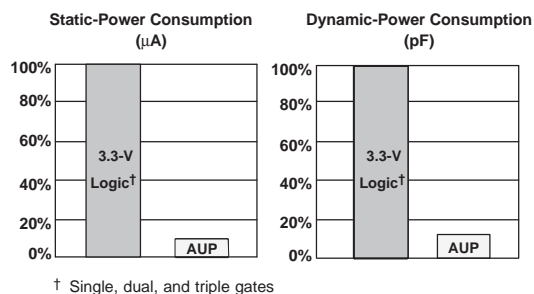 Static-Power Consumption
(μA)
100%
80%
60%
40%
20%
0%
3.3-V
Logic†
AUP
Dynamic-Power Consumption
(pF)
100%
80%
60%
40%
20%
0%
3.3-V
Logic†
AUP
† Single, dual, and triple gates